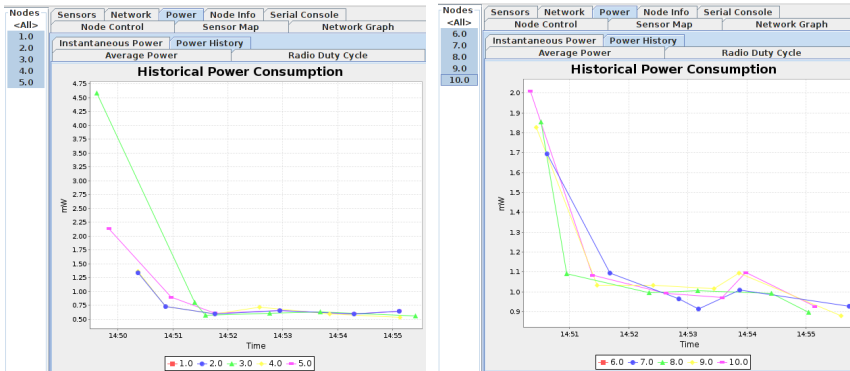 Nodes
<All>
1.0
2.0
3.0
4.0
5.0
Sensors Network Power Node Info Serial Console
Node Control Sensor Map Network Graph
Instantaneous Power Power History
Average Power Radio Duty Cycle
Historical Power Consumption
4.75
4.50
4.25
4.00
3.75
3.50
3.25
3.00
2.75
2.50
2.25
2.00
1.75
1.50
1.25
1.00
0.75
0.50
mW
14:50 14:51 14:52 14:53 14:54 14:55
Time
1.0 2.0 3.0 4.0 5.0
Nodes
<All>
6.0
7.0
8.0
9.0
10.0
Sensors Network Power Node Info Serial Console
Node Control Sensor Map Network Graph
Instantaneous Power Power History
Average Power Radio Duty Cycle
Historical Power Consumption
2.0
1.9
1.8
1.7
1.6
1.5
1.4
1.3
1.2
1.1
1.0
0.9
mW
14:51 14:52 14:53 14:54 14:55
Time
6.0 7.0 8.0 9.0 10.0